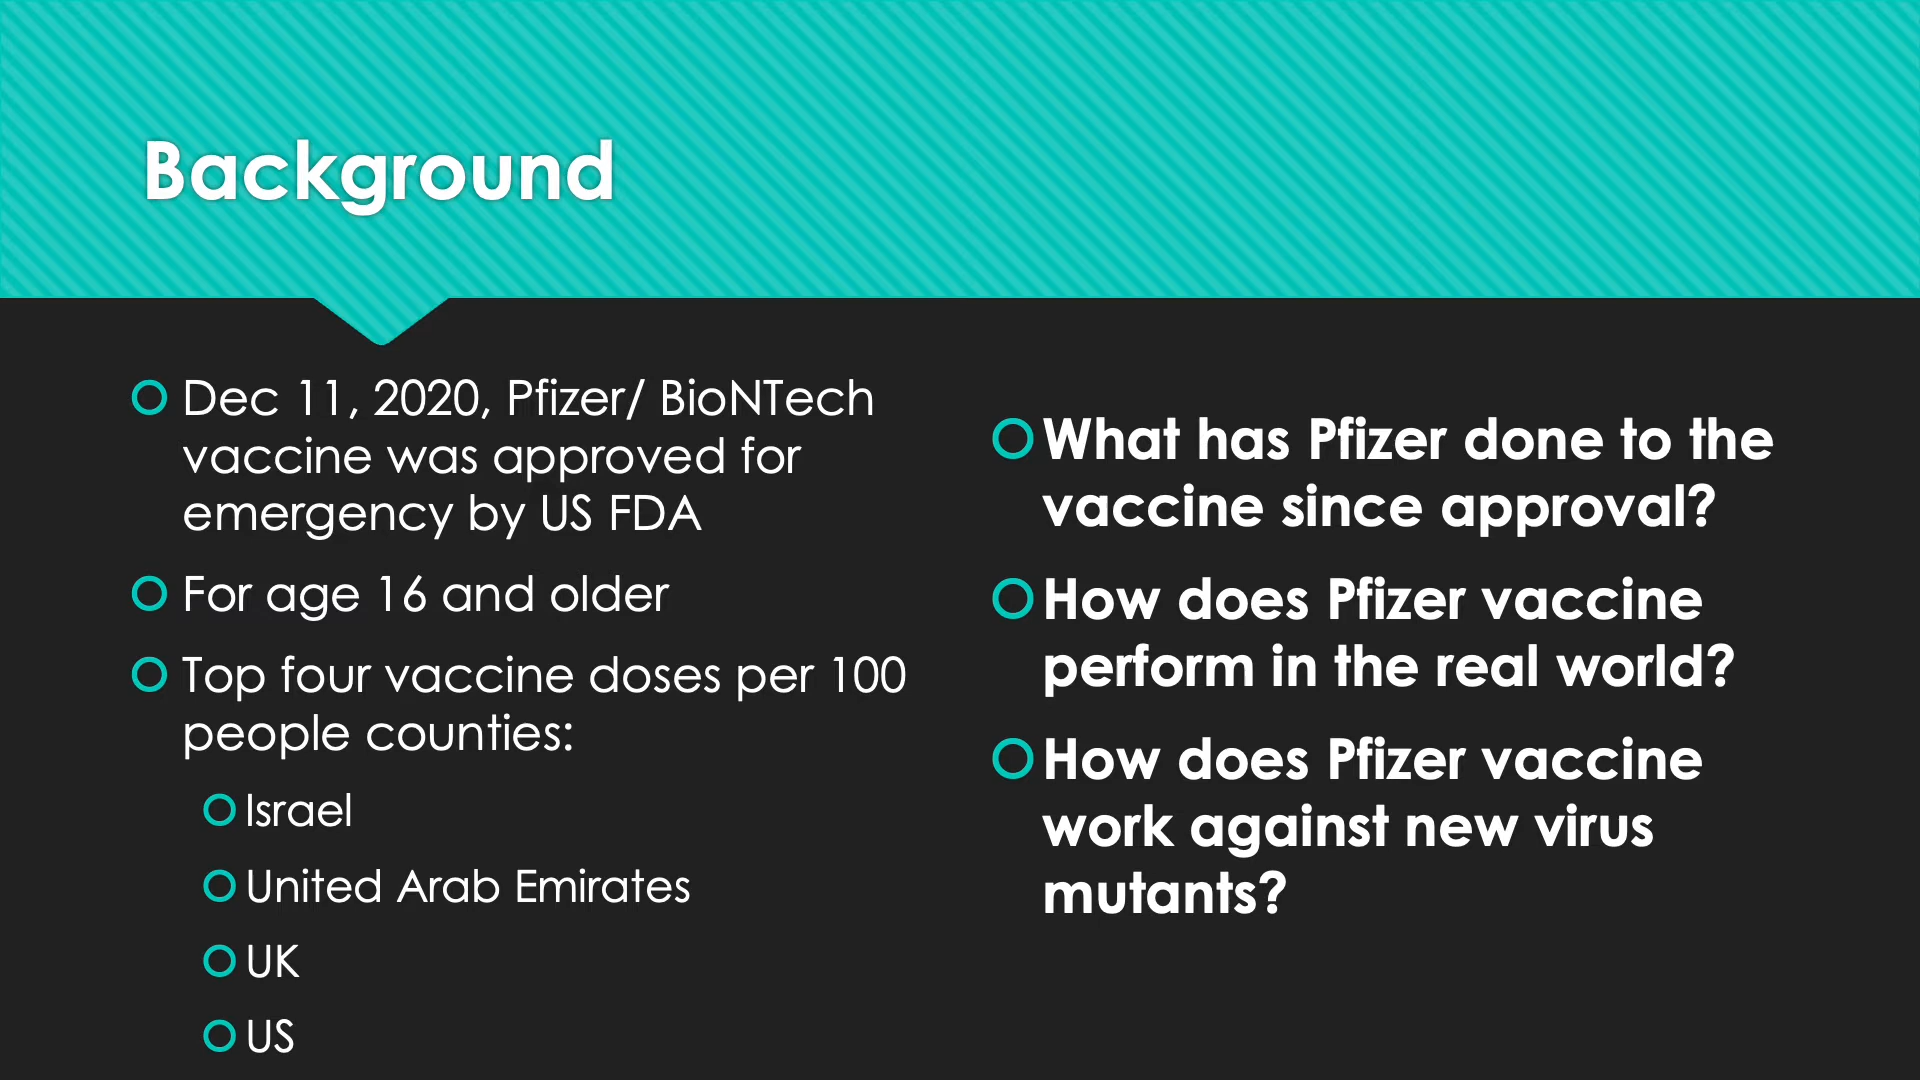 Background
Dec 11, 2020, Pfizer/ BioNTech
vaccine was approved for
emergency by US FDA
For age 16 and older
Top four vaccine doses per 100
people counties:
Israel
United Arab Emirates
UK
US
What has Pfizer done to the
vaccine since approval?
How does Pfizer vaccine
perform in the real world?
How does Pfizer vaccine
work against new virus
mutants?